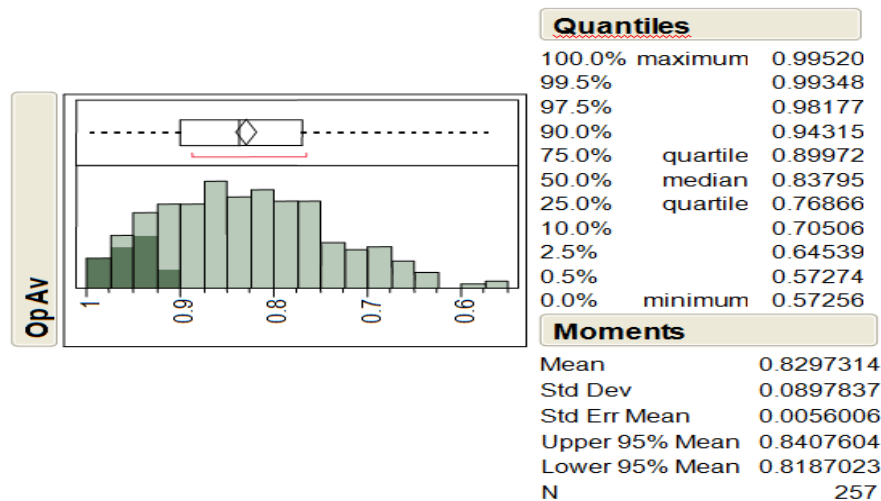 Op Av
1 0.9 0.8 0.7 0.6
Quantiles
100.0% maximum 0.99520
99.5% 0.99348
97.5% 0.98177
90.0% 0.94315
75.0% quartile 0.89972
50.0% median 0.83795
25.0% quartile 0.76866
10.0% 0.70506
2.5% 0.64539
0.5% 0.57274
0.0% minimum 0.57256
Moments
Mean 0.8297314
Std Dev 0.0897837
Std Err Mean 0.0056006
Upper 95% Mean 0.8407604
Lower 95% Mean 0.8187023
N 257